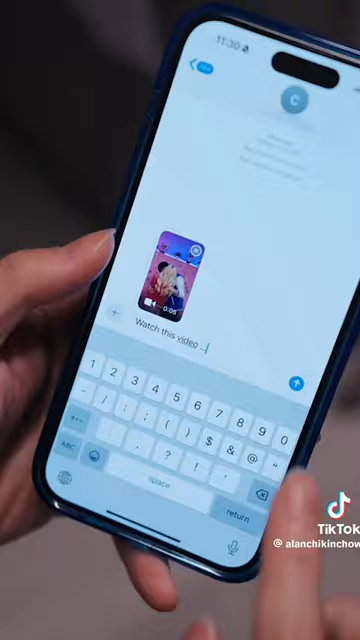 11:30
C
0:06
Watch this video ...
1 2 3 4 5 6 7 8 9 0
- / : ; ( ) $ & @ "
. , ? ! '
ABC
space
return
TikTok
@ alanchikinchow